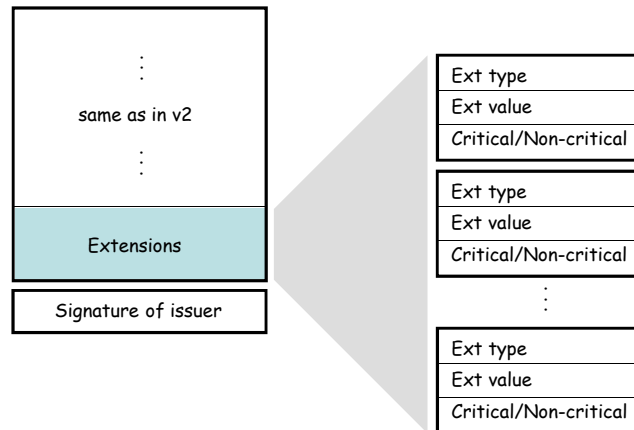 same as in v2
Extensions
Signature of issuer
Ext type
Ext value
Critical/Non-critical
Ext type
Ext value
Critical/Non-critical
Ext type
Ext value
Critical/Non-critical